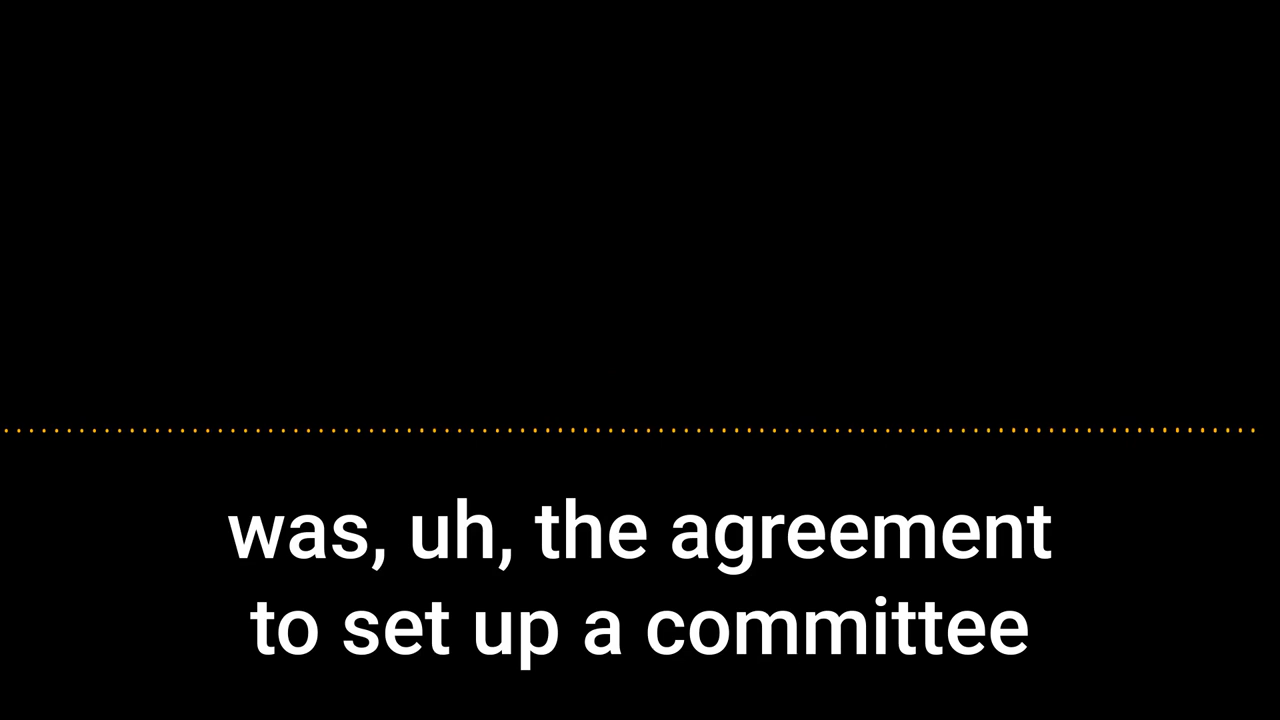 was, uh, the agreement
to set up a committee